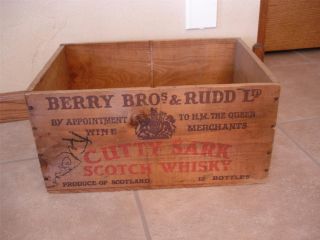 BERRY BROS & RUDD LTD
BY APPOINTMENT TO H.M. THE QUEEN
WINE MERCHANTS
CUTTY SARK
SCOTCH WHISKY
PRODUCE OF SCOTLAND 12 BOTTLES